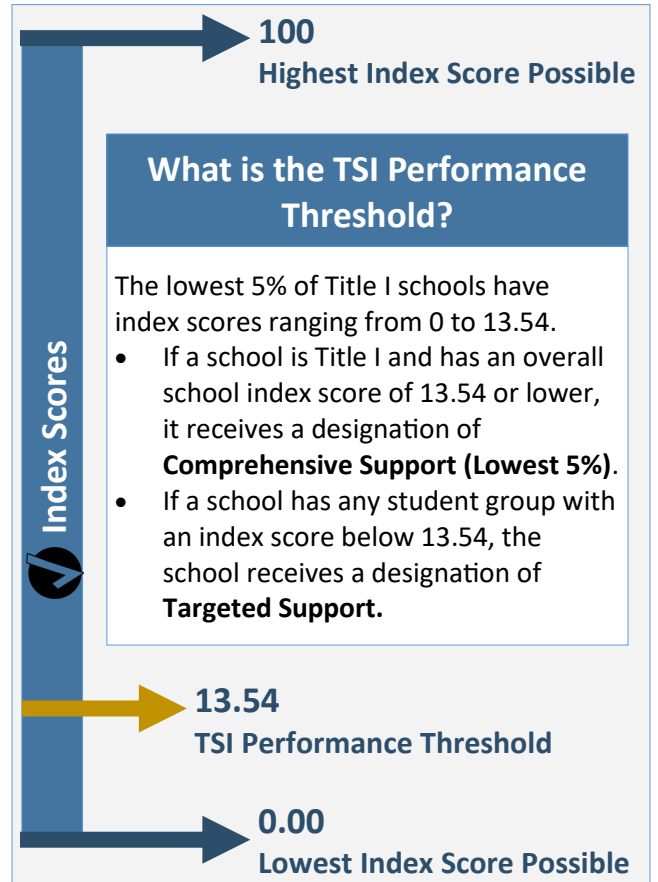 100
Highest Index Score Possible
What is the TSI Performance
Threshold?
The lowest 5% of Title I schools have
index scores ranging from 0 to 13.54.
• If a school is Title I and has an overall
school index score of 13.54 or lower,
it receives a designation of
Comprehensive Support (Lowest 5%).
• If a school has any student group with
an index score below 13.54, the
school receives a designation of
Targeted Support.
Index Scores
13.54
TSI Performance Threshold
0.00
Lowest Index Score Possible